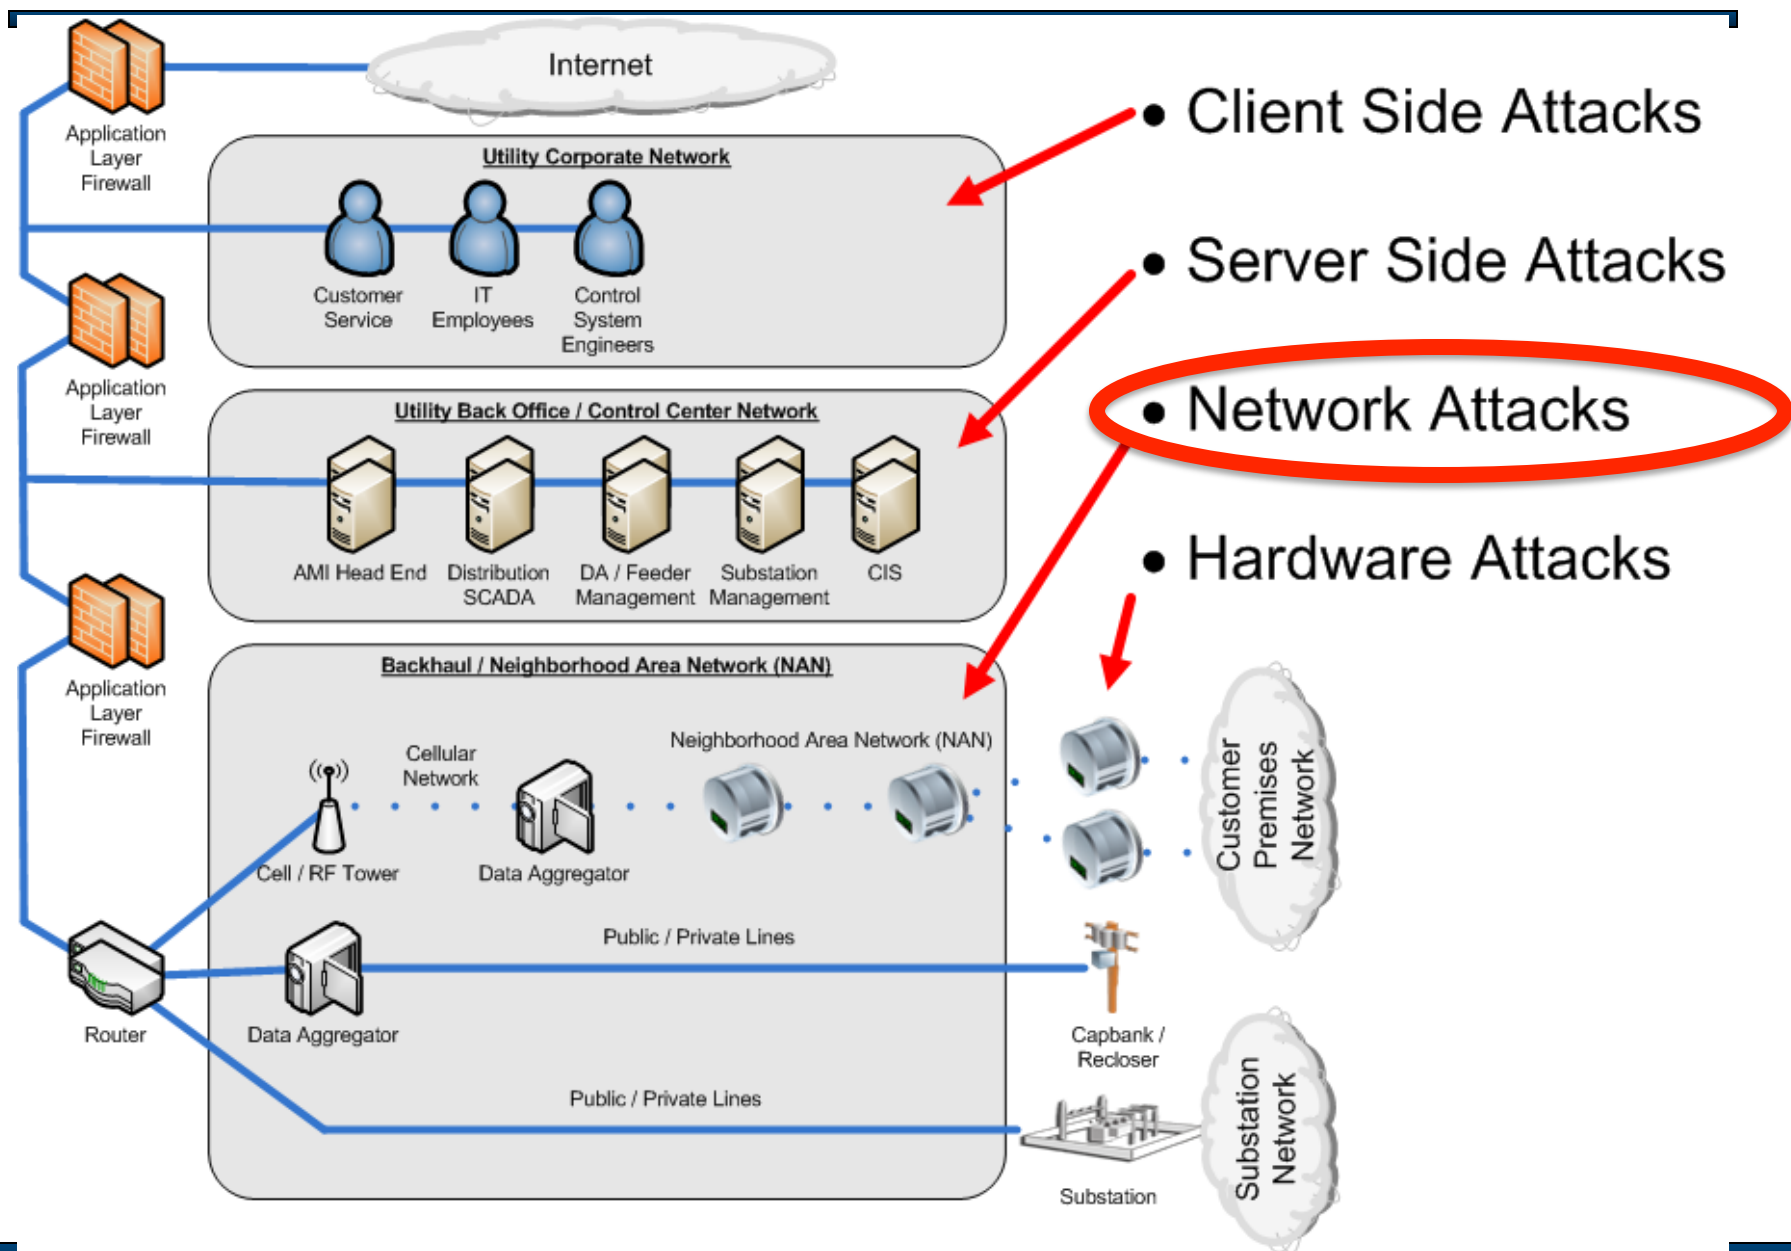 Internet
Application
Layer
Firewall
Utility Corporate Network
Customer
Service
IT
Employees
Control
System
Engineers
Application
Layer
Firewall
Utility Back Office / Control Center Network
AMI Head End
Distribution
SCADA
DA / Feeder
Management
Substation
Management
CIS
Application
Layer
Firewall
Backhaul / Neighborhood Area Network (NAN)
Cellular
Network
Neighborhood Area Network (NAN)
Cell / RF Tower
Data Aggregator
Customer
Premises
Network
Public / Private Lines
Router
Data Aggregator
Capbank /
Recloser
Public / Private Lines
Substation
Substation
Network
• Client Side Attacks
• Server Side Attacks
• Network Attacks
• Hardware Attacks